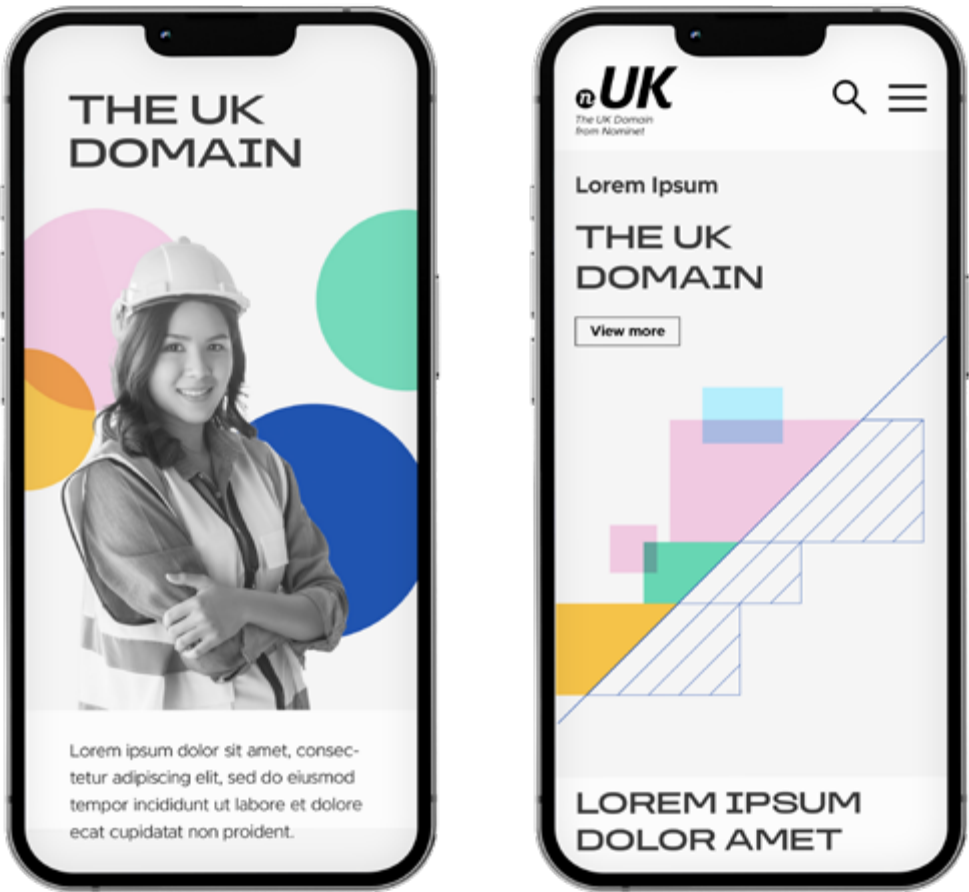 THE UK
DOMAIN
Lorem ipsum dolor sit amet, consec-
tetur adipiscing elit, sed do eiusmod
tempor incididunt ut labore et dolore
ecat cupidatat non proident.
n UK
The UK Domain
from Nominet
Lorem Ipsum
THE UK
DOMAIN
View more
LOREM IPSUM
DOLOR AMET